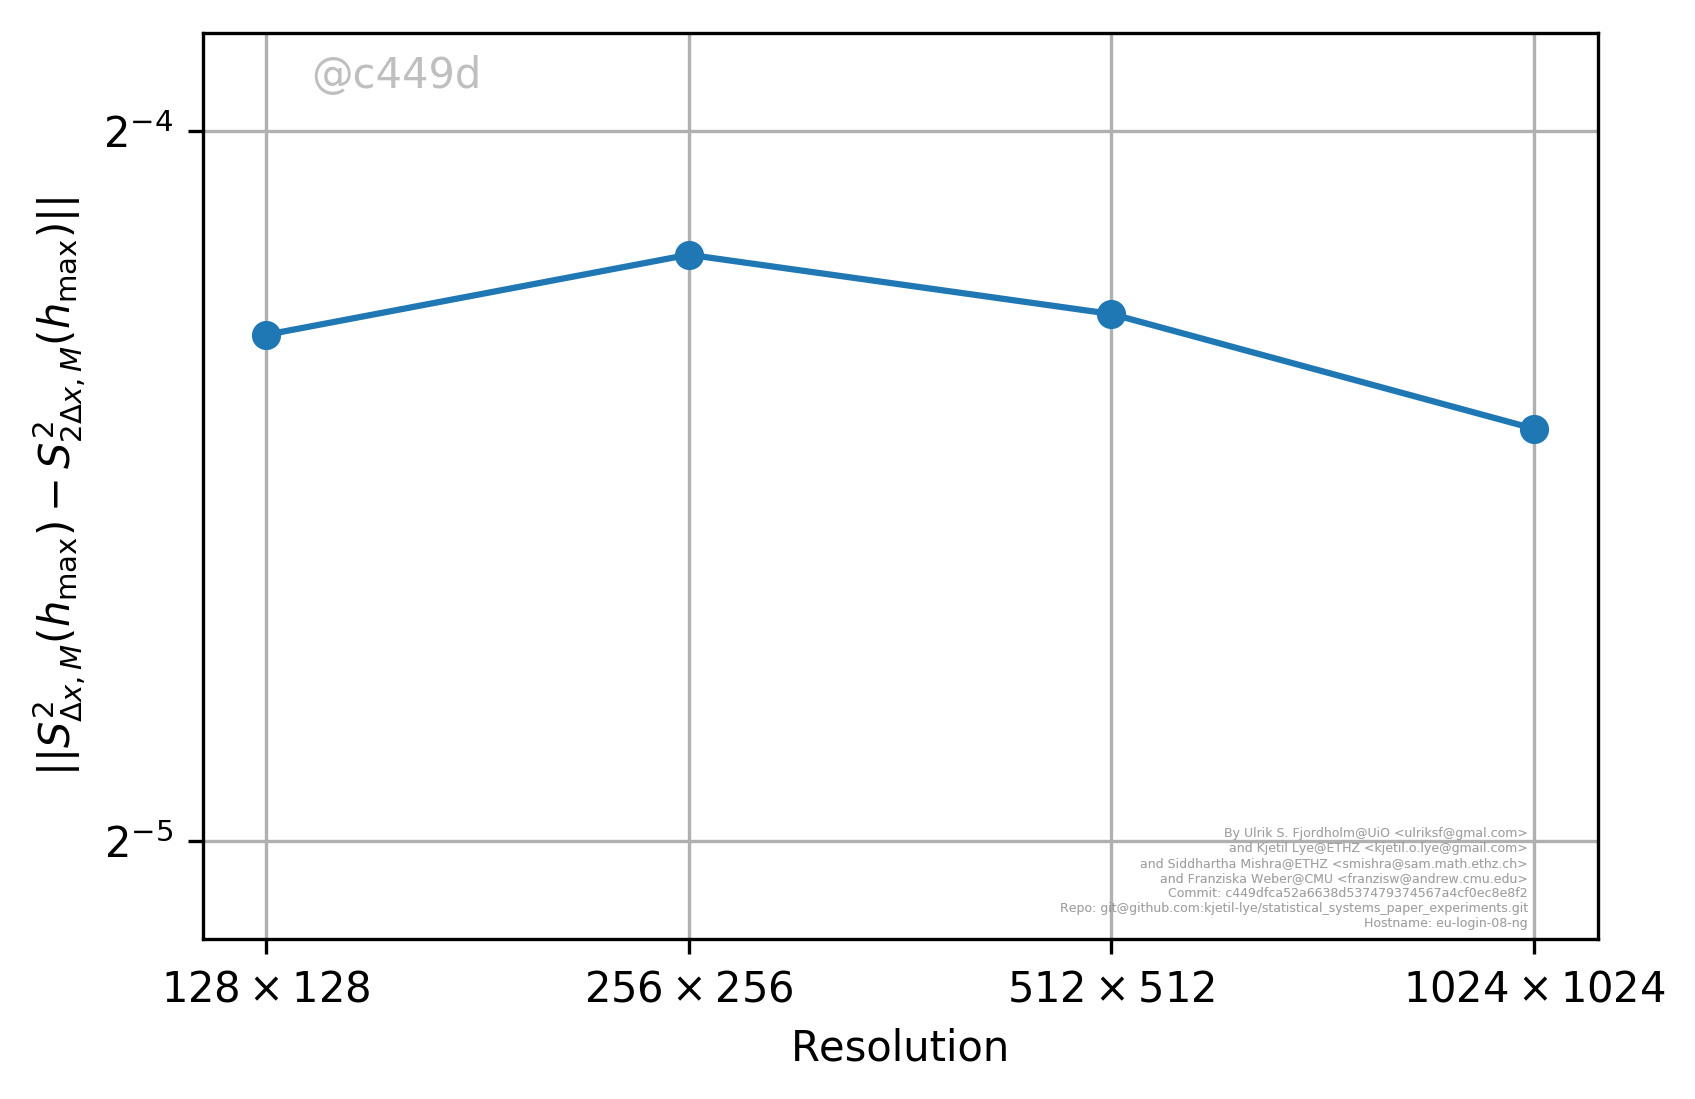 @c449d
2⁻⁴
||S²_{Δx, M}(h_max) − S²_{2Δx, M}(h_max)||
2⁻⁵
By Ulrik S. Fjordholm@UiO <ulriksf@gmal.com>
and Kjetil Lye@ETHZ <kjetil.o.lye@gmail.com>
and Siddhartha Mishra@ETHZ <smishra@sam.math.ethz.ch>
and Franziska Weber@CMU <franzisw@andrew.cmu.edu>
Commit: c449dfca52a6638d537479374567a4cf0ec8e8f2
Repo: git@github.com:kjetil-lye/statistical_systems_paper_experiments.git
Hostname: eu-login-08-ng
128 × 128 256 × 256 512 × 512 1024 × 1024
Resolution